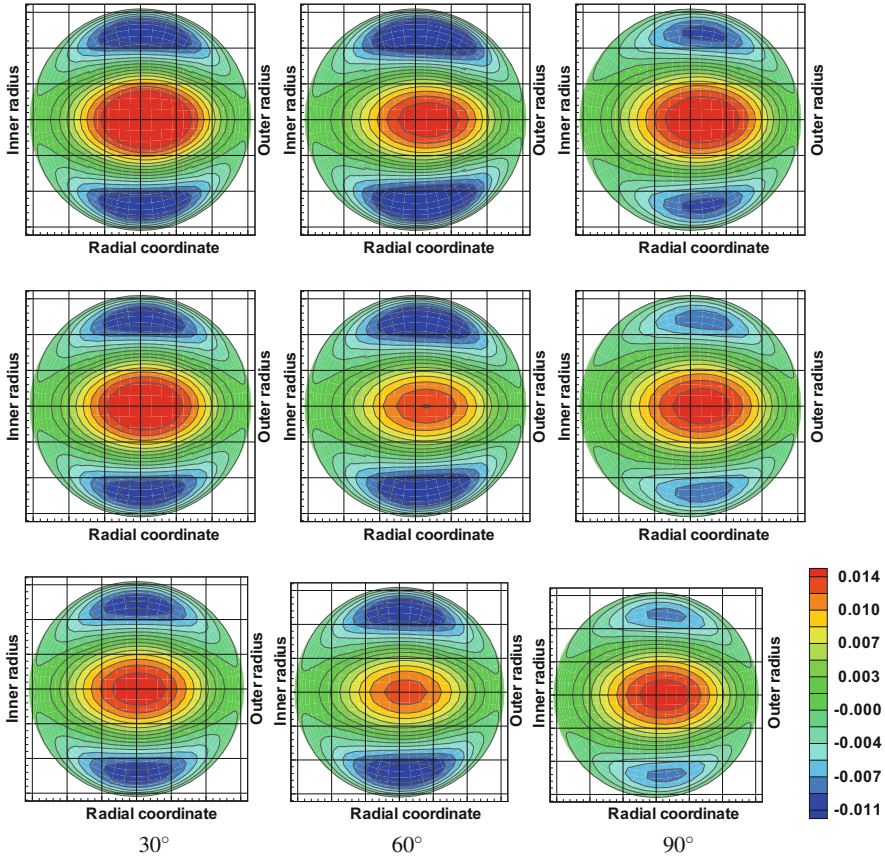 Inner radius
Outer radius
Inner radius
Outer radius
Inner radius
Radial coordinate
Radial coordinate
Radial coordinate
Inner radius
Outer radius
Inner radius
Outer radius
Inner radius
Outer radius
Radial coordinate
Radial coordinate
Radial coordinate
Inner radius
Outer radius
Inner radius
Outer radius
Inner radius
Outer radius
Radial coordinate
Radial coordinate
Radial coordinate
0.014
0.010
0.007
0.003
-0.000
-0.004
-0.007
-0.011
30°
60°
90°